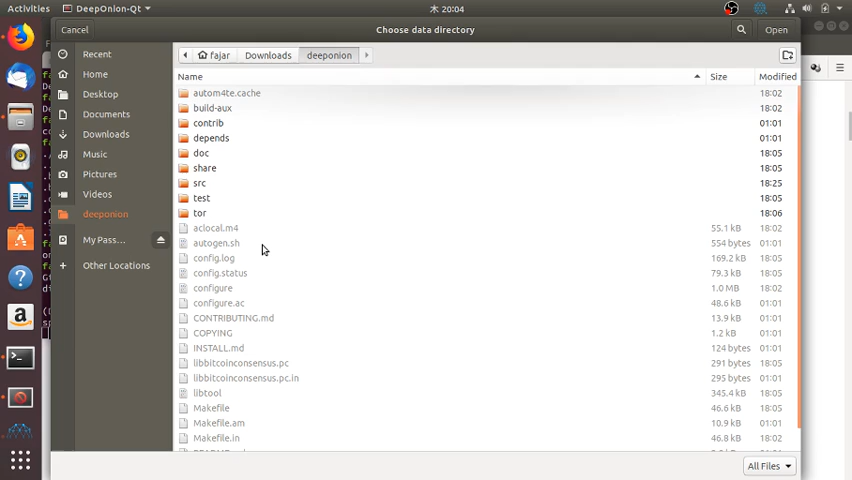 Activities DeepOnion-Qt 木 20:04
Cancel Choose data directory Open
fajar Downloads deeponion
Name Size Modified
Recent
Home
Desktop
Documents
Downloads
Music
Pictures
Videos
deeponion
My Pass...
Other Locations
autom4te.cache 18:02
build-aux 18:02
contrib 01:01
depends 01:01
doc 18:05
share 18:05
src 18:25
test 18:05
tor 18:06
aclocal.m4 55.1 kB 18:02
autogen.sh 554 bytes 01:01
config.log 169.2 kB 18:05
config.status 79.3 kB 18:05
configure 1.0 MB 18:02
configure.ac 48.6 kB 01:01
CONTRIBUTING.md 13.9 kB 01:01
COPYING 1.2 kB 01:01
INSTALL.md 124 bytes 01:01
libbitcoinconsensus.pc 291 bytes 18:05
libbitcoinconsensus.pc.in 295 bytes 01:01
libtool 345.4 kB 18:05
Makefile 46.6 kB 18:05
Makefile.am 10.9 kB 01:01
Makefile.in 46.8 kB 18:02
All Files